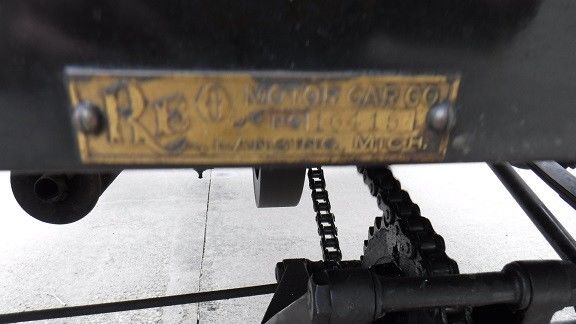 REO MOTOR CAR CO.
LANSING, MICH.